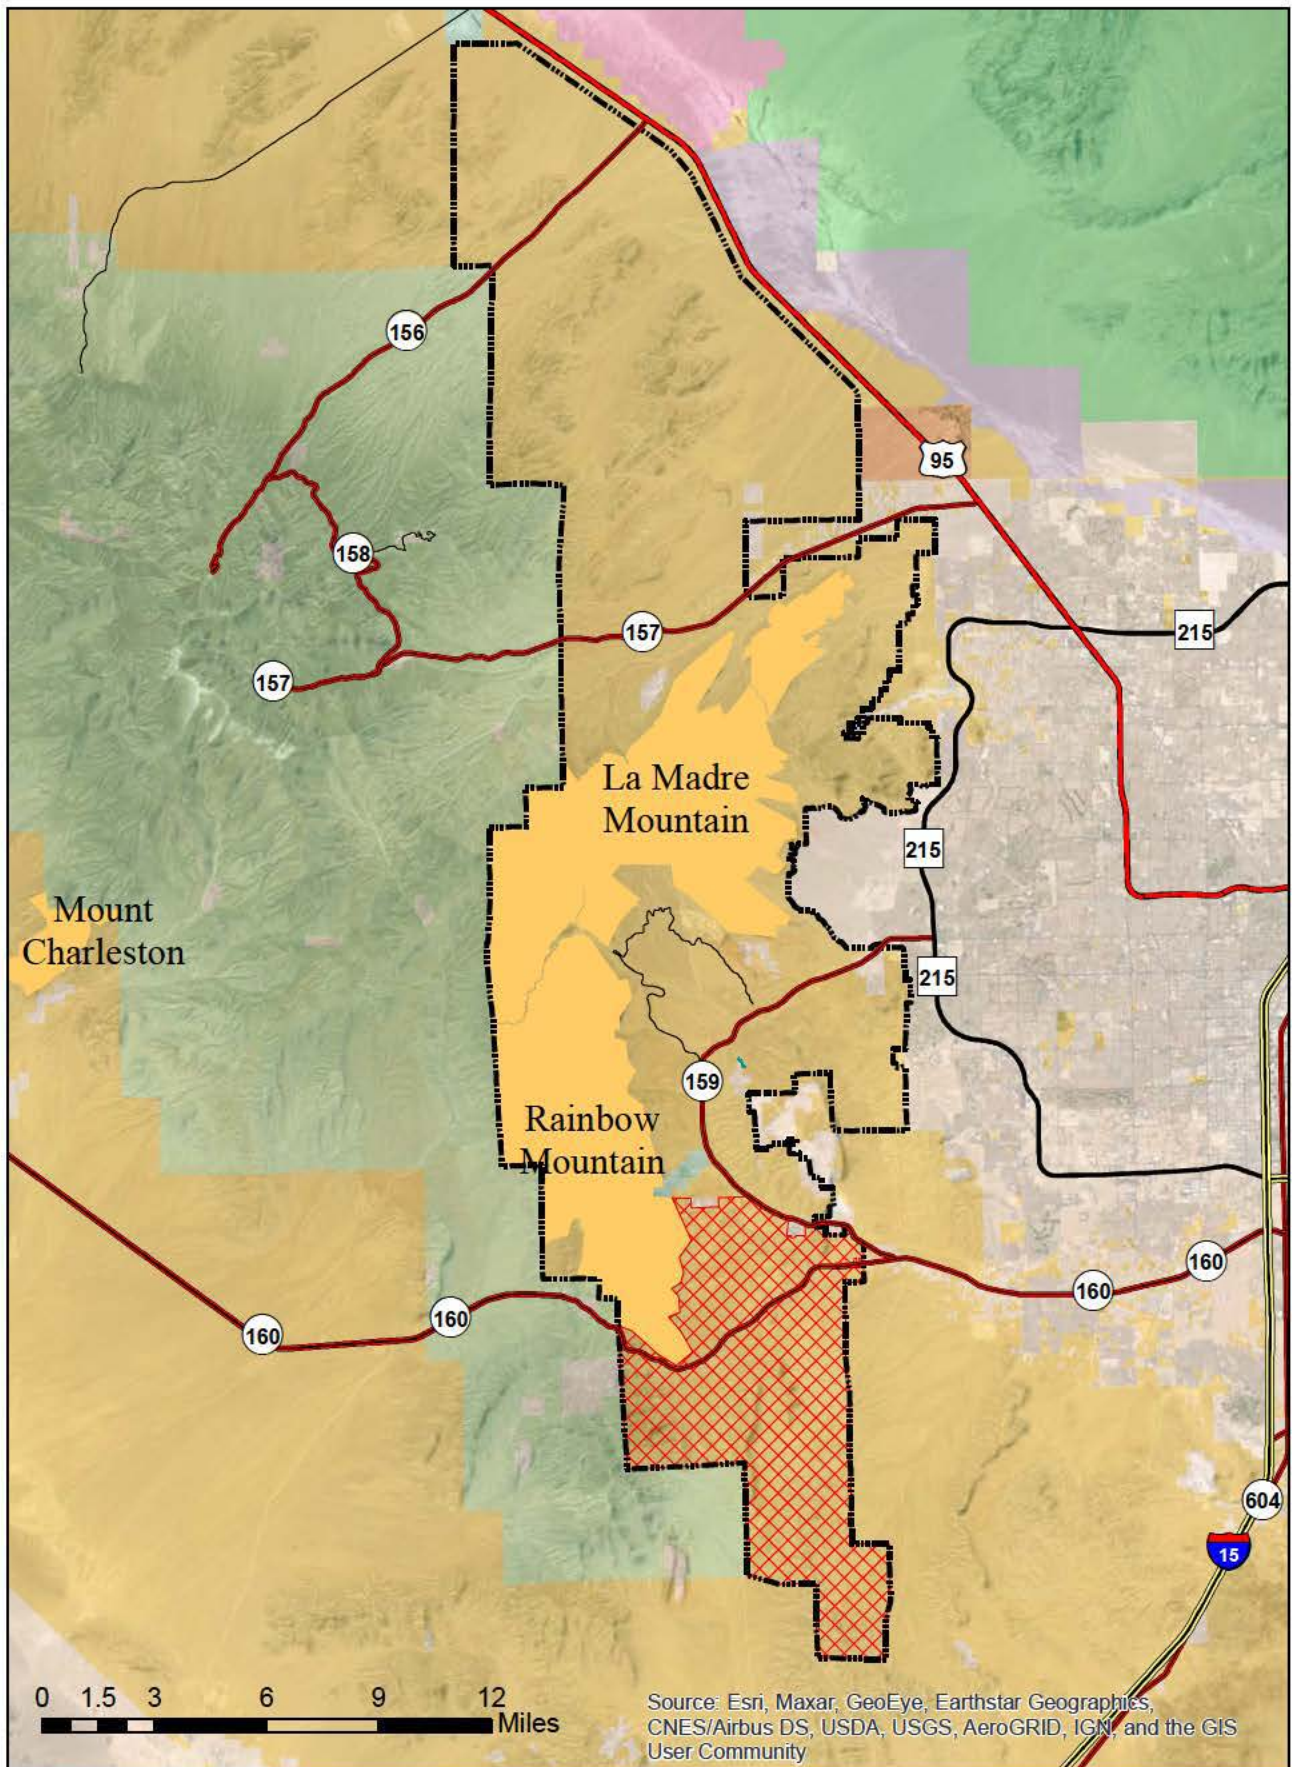 156
95
158
157
215
157
La Madre
Mountain
215
Mount
Charleston
215
159
Rainbow
Mountain
160
160
160
160
604
15
0 1.5 3 6 9 12
Miles
Source: Esri, Maxar, GeoEye, Earthstar Geographics,
CNES/Airbus DS, USDA, USGS, AeroGRID, IGN, and the GIS
User Community